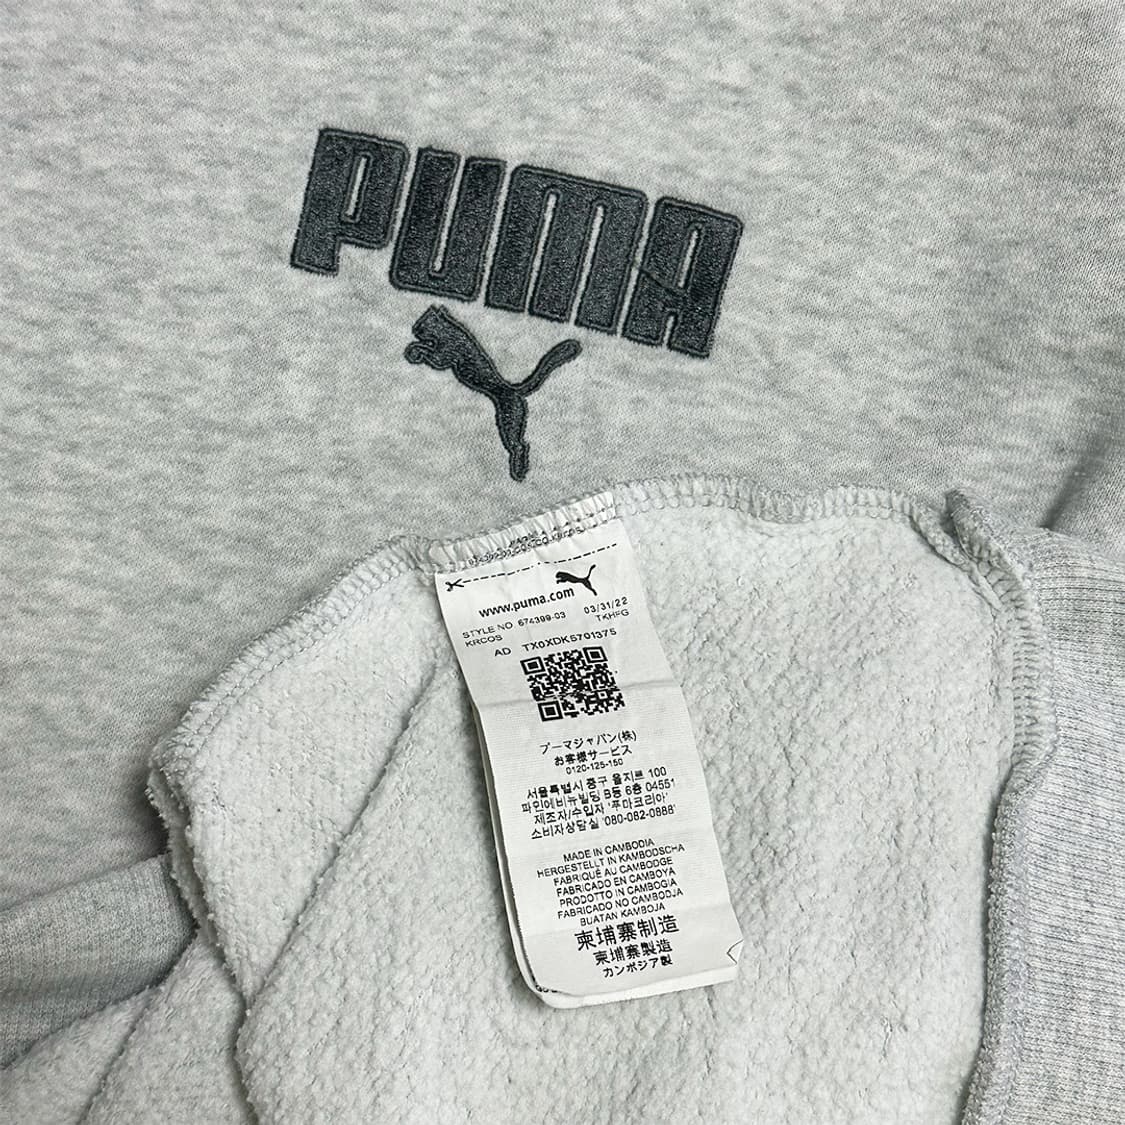 PUMA
www.puma.com
STYLE NO 674399-03 03/31/22
KRCOS TKHFG
AD TX0XDK5701375
プーマジャパン(株)
お客様サービス
0120-125-150
서울특별시 중구 을지로 100
파인에비뉴빌딩 B동 6층 04551
제조자/수입자 '푸마코리아'
소비자상담실 '080-082-0888'
MADE IN CAMBODIA
HERGESTELLT IN KAMBODSCHA
FABRIQUÉ AU CAMBODGE
FABRICADO EN CAMBOYA
PRODOTTO IN CAMBOGIA
FABRICADO NO CAMBODJA
BUATAN KAMBOJA
柬埔寨制造
柬埔寨製造
カンボジア製